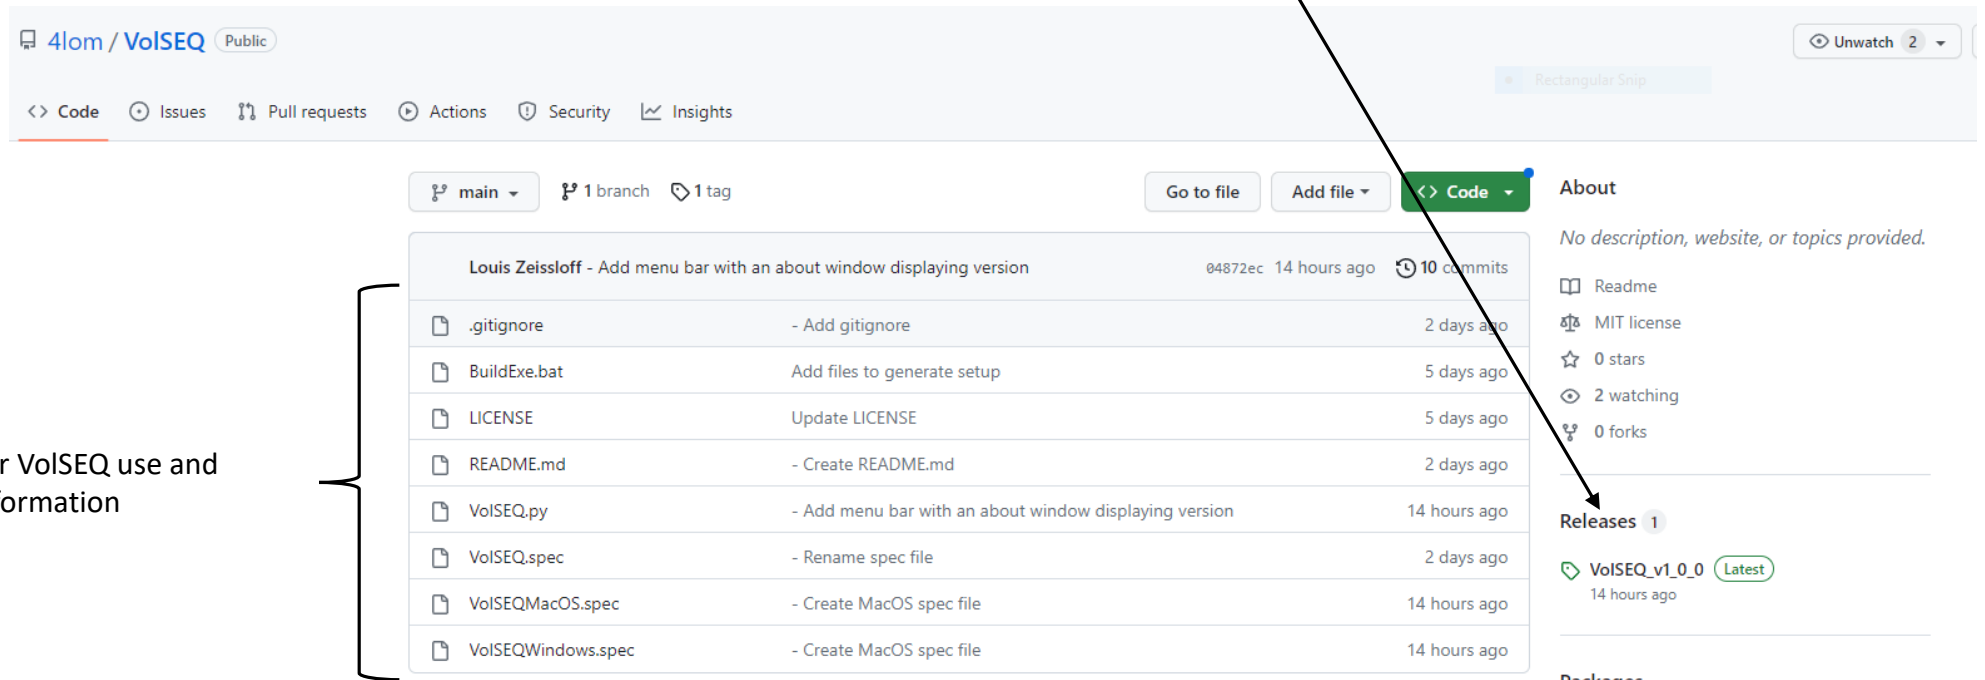 4lom / VolSEQ Public
Unwatch 2
Rectangular Snip
Code Issues Pull requests Actions Security Insights
main 1 branch 1 tag Go to file Add file Code
About
No description, website, or topics provided.
Louis Zeissloff - Add menu bar with an about window displaying version 04872ec 14 hours ago 10 commits
Readme
.gitignore - Add gitignore 2 days ago
MIT license
0 stars
BuildExe.bat Add files to generate setup 5 days ago
2 watching
LICENSE Update LICENSE 5 days ago
0 forks
README.md - Create README.md 2 days ago
r VolSEQ use and
formation
VolSEQ.py - Add menu bar with an about window displaying version 14 hours ago
Releases 1
VolSEQ.spec - Rename spec file 2 days ago
VolSEQ_v1_0_0 Latest
14 hours ago
VolSEQMacOS.spec - Create MacOS spec file 14 hours ago
VolSEQWindows.spec - Create MacOS spec file 14 hours ago
Packages